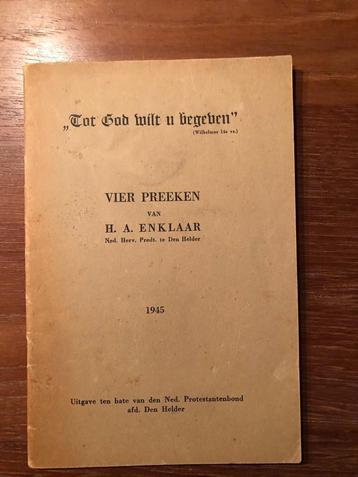 „Tot God wilt u begeven”
(Wilhelmus 14e vs.)
VIER PREEKEN
VAN
H. A. ENKLAAR
Ned. Herv. Predt. te Den Helder
1945
Uitgave ten bate van den Ned. Protestantenbond
afd. Den Helder